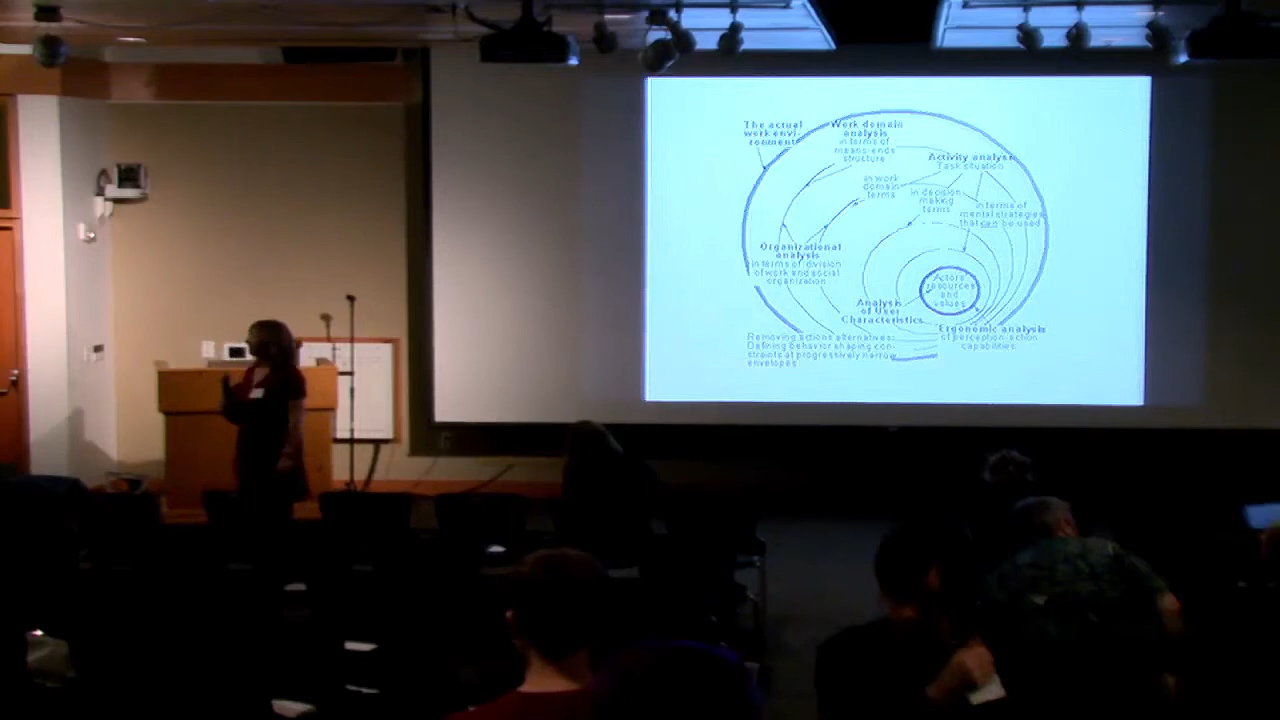 The actual
work envi-
ronment
Work domain
analysis
in terms of
means-ends
structure
Activity analysis
Task situation
in work
domain
terms
in decision
making
terms
in terms of
mental strategies
that can be used
Organizational
analysis
in terms of division
of work and social
organization
Actors'
resources
and
values
Analysis
of User
Characteristics
Ergonomic analysis
of perception-action
capabilities
Removing actions alternatives:
Defining behavior shaping con-
straints at progressively narrow
envelopes